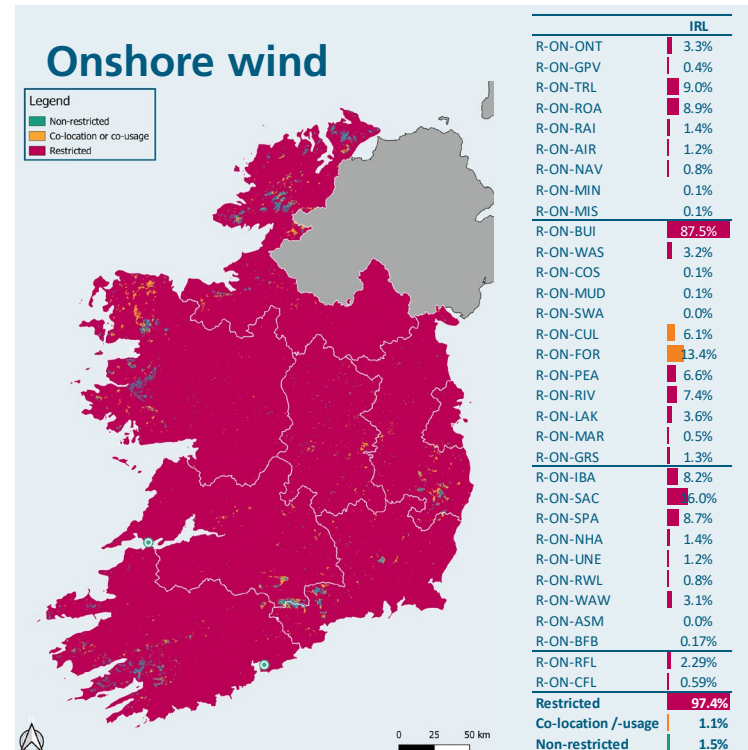 Onshore wind
Legend
Non-restricted
Co-location or co-usage
Restricted
0 25 50 km
IRL
R-ON-ONT 3.3%
R-ON-GPV 0.4%
R-ON-TRL 9.0%
R-ON-ROA 8.9%
R-ON-RAI 1.4%
R-ON-AIR 1.2%
R-ON-NAV 0.8%
R-ON-MIN 0.1%
R-ON-MIS 0.1%
R-ON-BUI 87.5%
R-ON-WAS 3.2%
R-ON-COS 0.1%
R-ON-MUD 0.1%
R-ON-SWA 0.0%
R-ON-CUL 6.1%
R-ON-FOR 13.4%
R-ON-PEA 6.6%
R-ON-RIV 7.4%
R-ON-LAK 3.6%
R-ON-MAR 0.5%
R-ON-GRS 1.3%
R-ON-IBA 8.2%
R-ON-SAC 16.0%
R-ON-SPA 8.7%
R-ON-NHA 1.4%
R-ON-UNE 1.2%
R-ON-RWL 0.8%
R-ON-WAW 3.1%
R-ON-ASM 0.0%
R-ON-BFB 0.17%
R-ON-RFL 2.29%
R-ON-CFL 0.59%
Restricted 97.4%
Co-location /-usage 1.1%
Non-restricted 1.5%